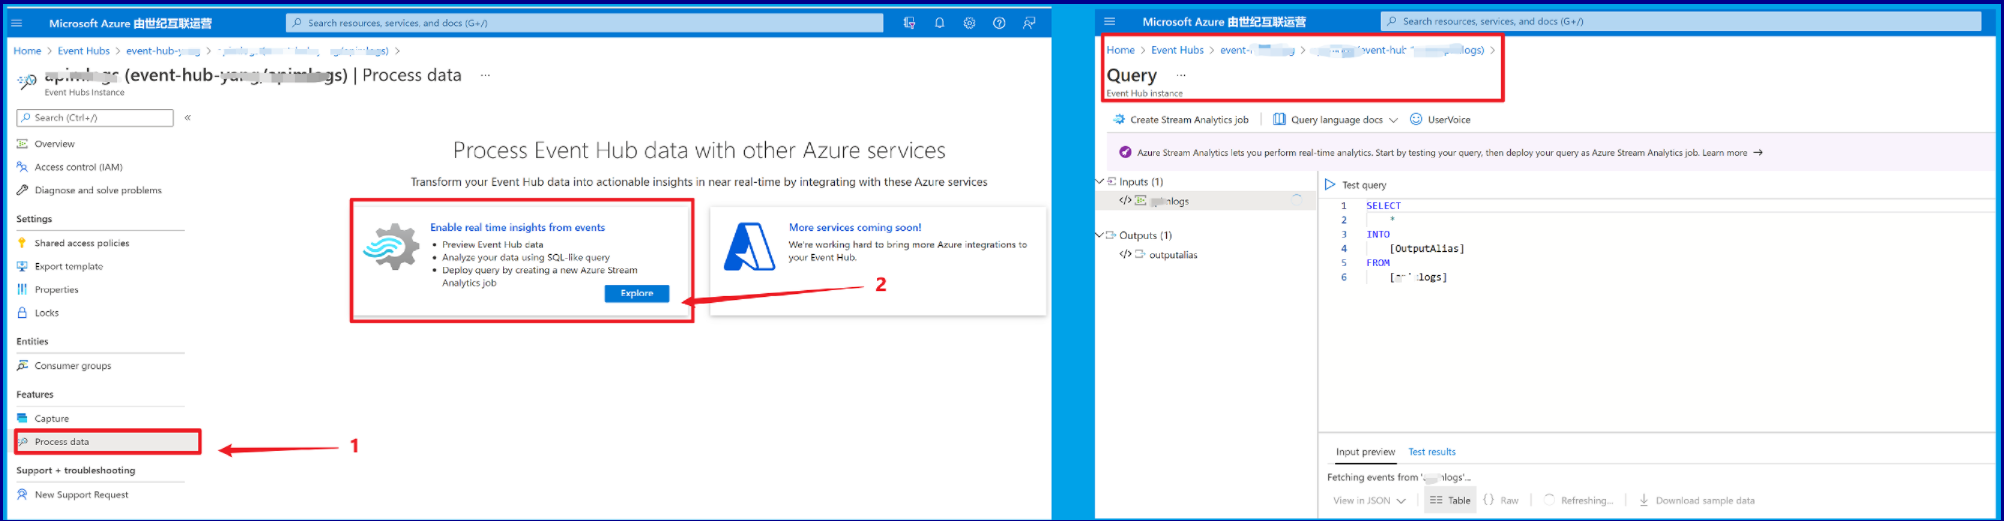 Microsoft Azure 由世纪互联运营
Search resources, services, and docs (G+/)
Home > Event Hubs > event-hub-yang > apimlogs) >
apimlogs (event-hub-yang/apimlogs) | Process data ...
Event Hubs Instance
Search (Ctrl+/) «
Overview
Access control (IAM)
Diagnose and solve problems
Settings
Shared access policies
Export template
Properties
Locks
Entities
Consumer groups
Features
Capture
Process data
1
Support + troubleshooting
New Support Request
Process Event Hub data with other Azure services
Transform your Event Hub data into actionable insights in near real-time by integrating with these Azure services
Enable real time insights from events
• Preview Event Hub data
• Analyze your data using SQL-like query
• Deploy query by creating a new Azure Stream
Analytics job
Explore
2
More services coming soon!
We're working hard to bring more Azure integrations to
your Event Hub.
Microsoft Azure 由世纪互联运营
Search resources, services, and docs (G+/)
Home > Event Hubs > event- > (event-hub logs) >
Query ...
Event Hub instance
Create Stream Analytics job
Query language docs
UserVoice
Azure Stream Analytics lets you perform real-time analytics. Start by testing your query, then deploy your query as Azure Stream Analytics job. Learn more →
Inputs (1)
logs
Outputs (1)
outputalias
Test query
1 SELECT
2 *
3 INTO
4 [OutputAlias]
5 FROM
6 [ logs]
Input preview Test results
Fetching events from ' logs'...
View in JSON
Table
{} Raw
Refreshing...
Download sample data